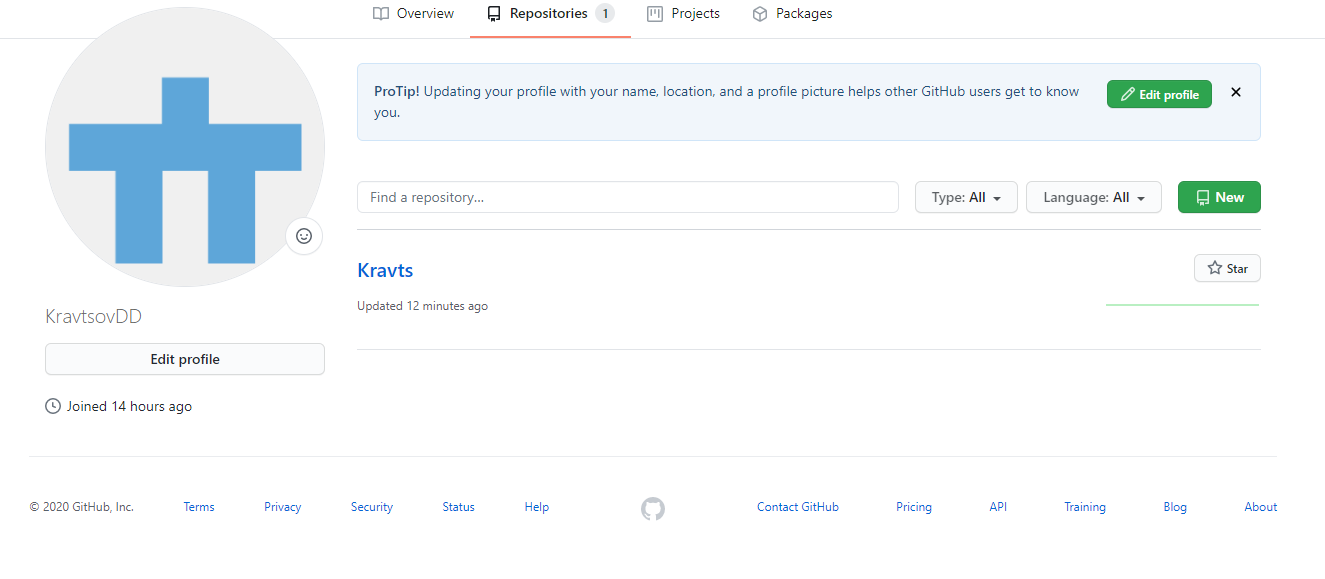 Overview Repositories 1 Projects Packages
ProTip! Updating your profile with your name, location, and a profile picture helps other GitHub users get to know
you.
Edit profile
Find a repository...
Type: All
Language: All
New
Kravts
Star
Updated 12 minutes ago
KravtsovDD
Edit profile
Joined 14 hours ago
© 2020 GitHub, Inc. Terms Privacy Security Status Help Contact GitHub Pricing API Training Blog About